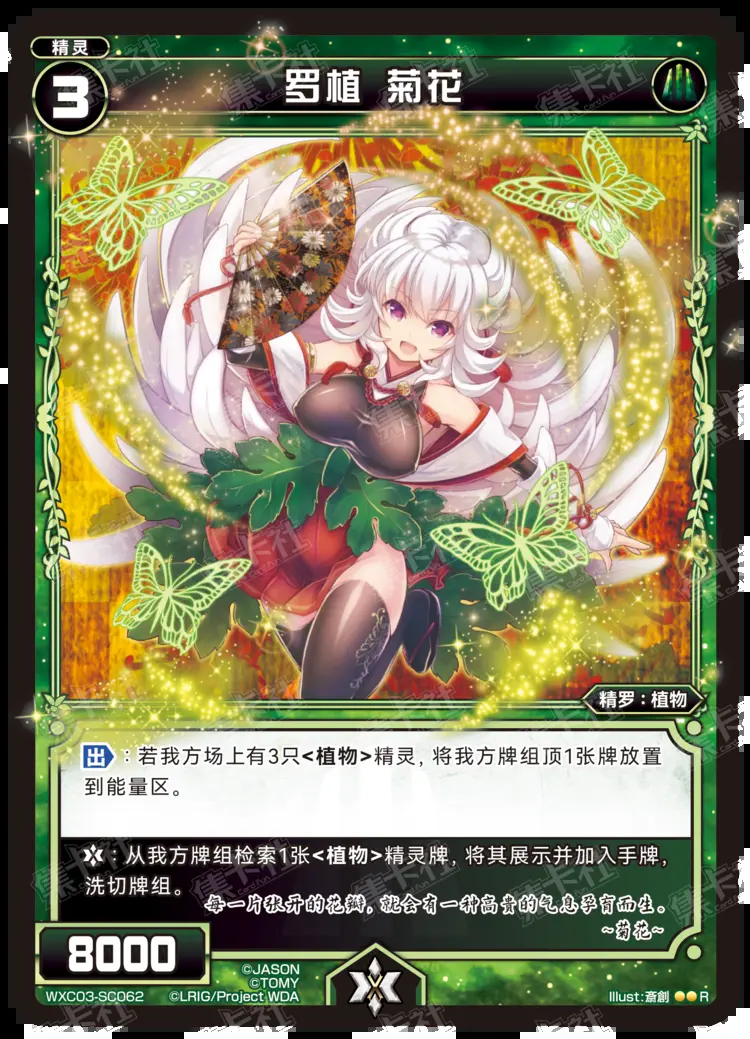 精灵
3
罗植 菊花
精罗：植物
出：若我方场上有3只<植物>精灵，将我方牌组顶1张牌放置
到能量区。
：从我方牌组检索1张<植物>精灵牌，将其展示并加入手牌，
洗切牌组。
每一片张开的花瓣，就会有一种高贵的气息孕育而生。
~菊花~
8000
©JASON
©TOMY
WXC03-SC062 ©LRIG/Project WDA
Illust:斎創 R
集卡社